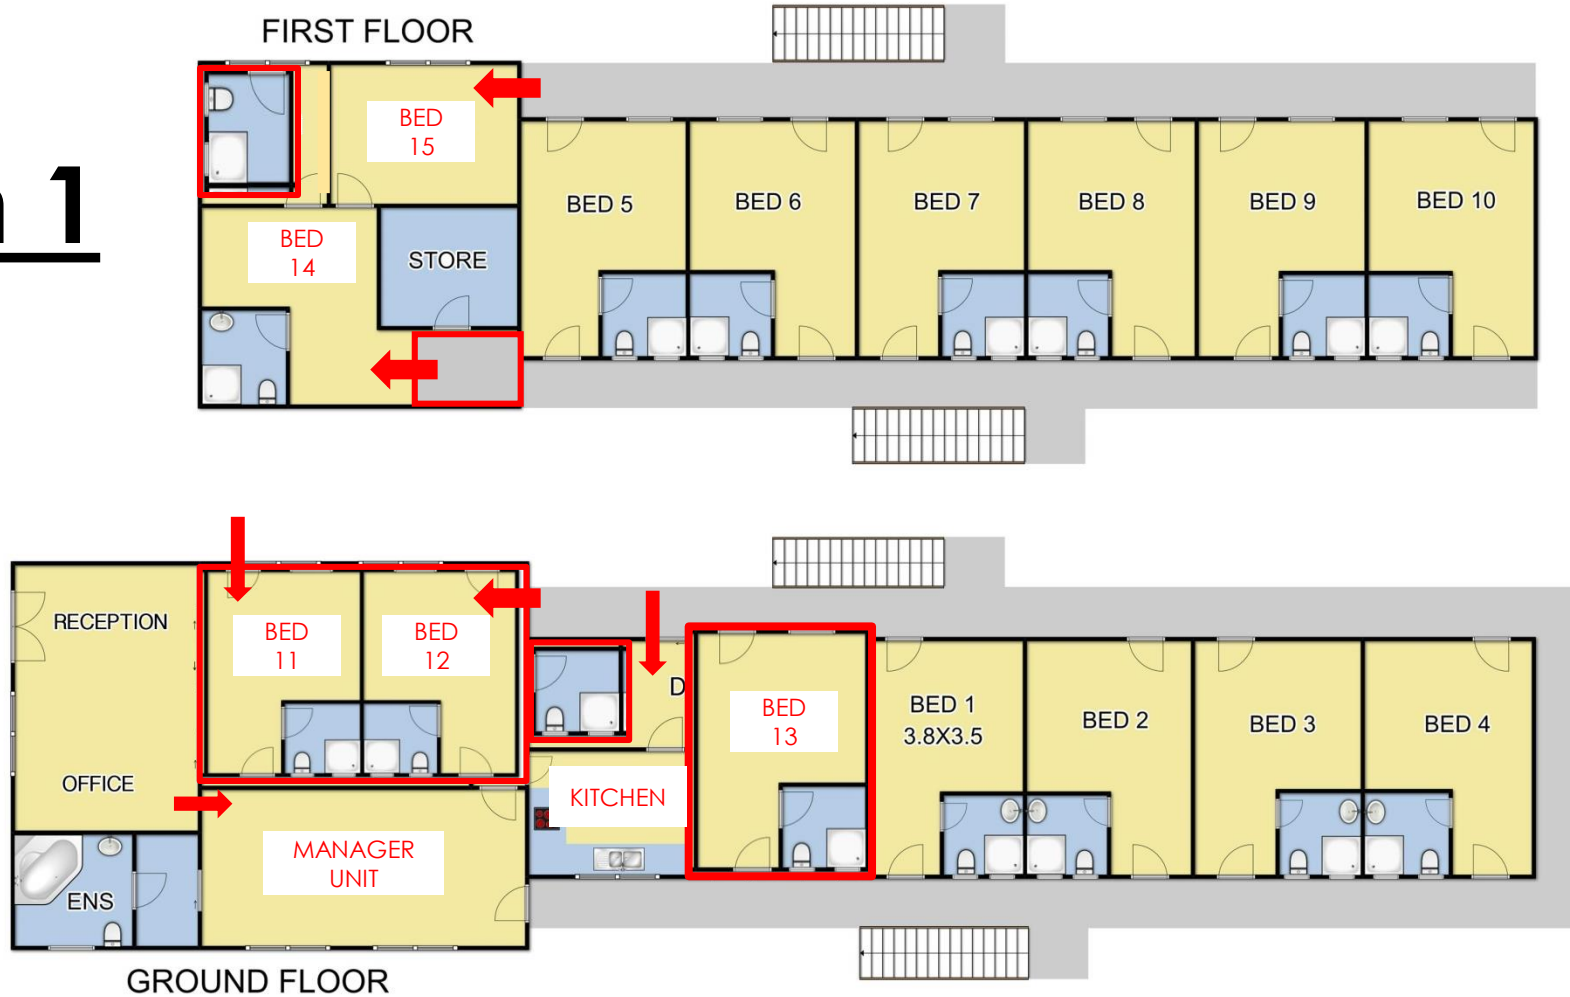 FIRST FLOOR
1
BED
15
BED 5
BED 6
BED 7
BED 8
BED 9
BED 10
BED
14
STORE
RECEPTION
BED
11
BED
12
D
BED
13
BED 1
3.8X3.5
BED 2
BED 3
BED 4
OFFICE
KITCHEN
MANAGER
UNIT
ENS
GROUND FLOOR